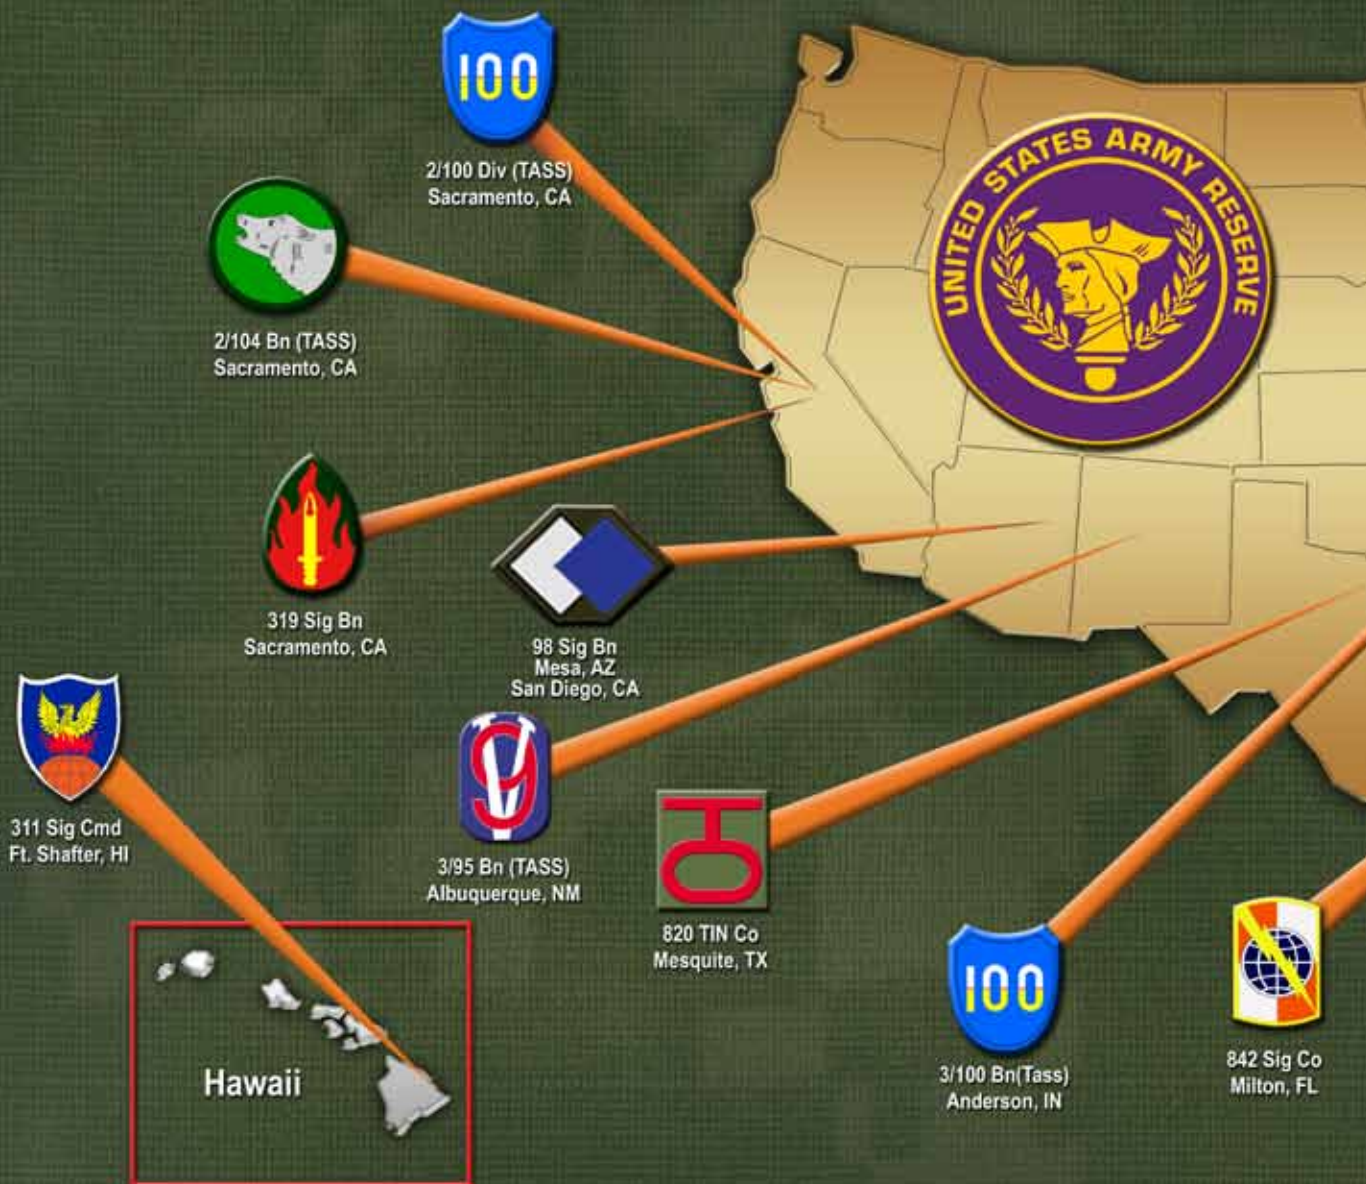 100
2/100 Div (TASS)
Sacramento, CA
UNITED STATES ARMY RESERVE
2/104 Bn (TASS)
Sacramento, CA
319 Sig Bn
Sacramento, CA
98 Sig Bn
Mesa, AZ
San Diego, CA
311 Sig Cmd
Ft. Shafter, HI
9V
3/95 Bn (TASS)
Albuquerque, NM
820 TIN Co
Mesquite, TX
100
3/100 Bn(Tass)
Anderson, IN
842 Sig Co
Milton, FL
Hawaii